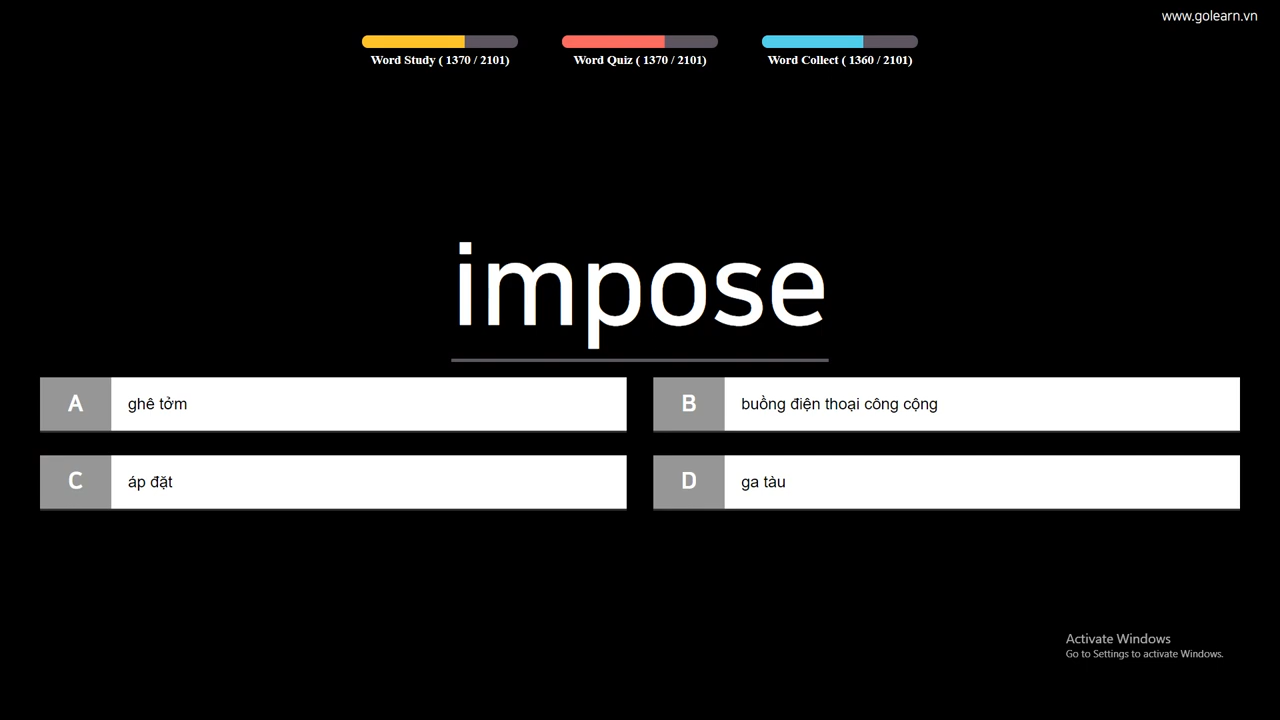 www.golearn.vn
Word Study ( 1370 / 2101)
Word Quiz ( 1370 / 2101)
Word Collect ( 1360 / 2101)
impose
A ghê tởm
B buồng điện thoại công cộng
C áp đặt
D ga tàu
Activate Windows
Go to Settings to activate Windows.